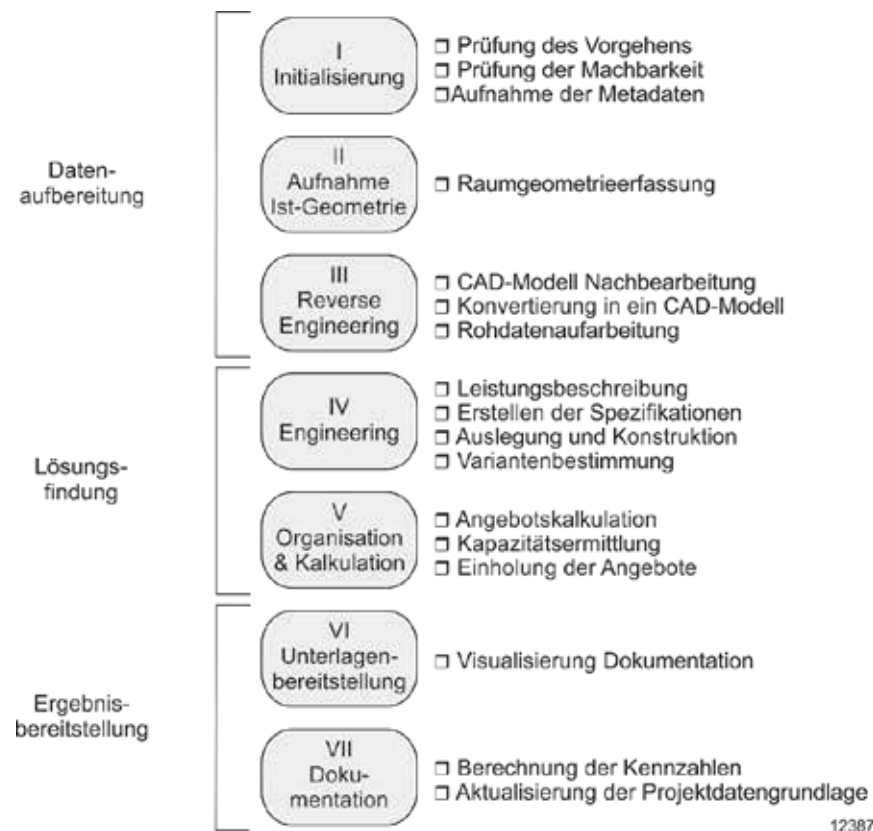 I
Initialisierung
❒ Prüfung des Vorgehens
❒ Prüfung der Machbarkeit
❒Aufnahme der Metadaten
Daten-
aufbereitung
II
Aufnahme
Ist-Geometrie
❒ Raumgeometrieerfassung
III
Reverse
Engineering
❒ CAD-Modell Nachbearbeitung
❒ Konvertierung in ein CAD-Modell
❒ Rohdatenaufarbeitung
Lösungs-
findung
IV
Engineering
❒ Leistungsbeschreibung
❒ Erstellen der Spezifikationen
❒ Auslegung und Konstruktion
❒ Variantenbestimmung
V
Organisation
& Kalkulation
❒ Angebotskalkulation
❒ Kapazitätsermittlung
❒ Einholung der Angebote
Ergebnis-
bereitstellung
VI
Unterlagen-
bereitstellung
❒ Visualisierung Dokumentation
VII
Doku-
mentation
❒ Berechnung der Kennzahlen
❒ Aktualisierung der Projektdatengrundlage
12387